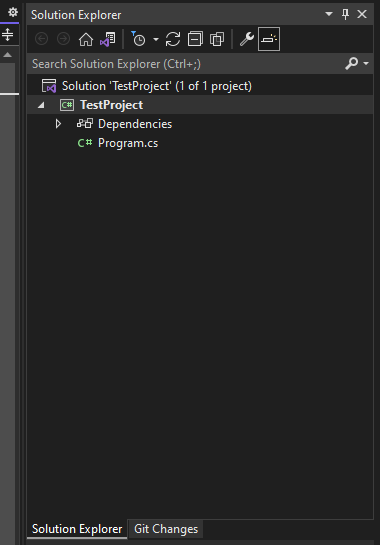 Solution Explorer
Search Solution Explorer (Ctrl+;)
Solution 'TestProject' (1 of 1 project)
C# TestProject
Dependencies
C# Program.cs
Solution Explorer Git Changes